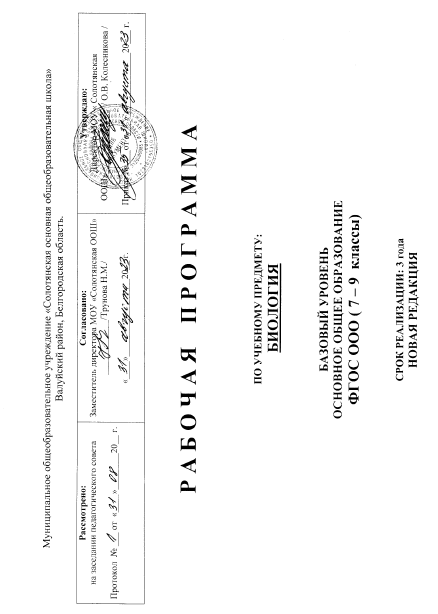 Муниципальное общеобразовательное учреждение «Солотянская основная общеобразовательная школа»
Валуйский район, Белгородская область.
Рассмотрено:
на заседании педагогического совета
Протокол № 1 от « 31 » 08 20 г.
Согласовано:
Заместитель директора МОУ «Солотянская ООШ»
/Трунова Н.М./
« 31 » августа 2023 г.
Утверждаю:
Директор МОУ « Солотянская
ООШ» О.В. Колесникова /
Приказ от « 31 » августа 2023 г.
РАБОЧАЯ ПРОГРАММА
ПО УЧЕБНОМУ ПРЕДМЕТУ:
БИОЛОГИЯ
БАЗОВЫЙ УРОВЕНЬ
ОСНОВНОЕ ОБЩЕЕ ОБРАЗОВАНИЕ
ФГОС ООО ( 7 – 9 классы)
СРОК РЕАЛИЗАЦИИ: 3 года
НОВАЯ РЕДАКЦИЯ